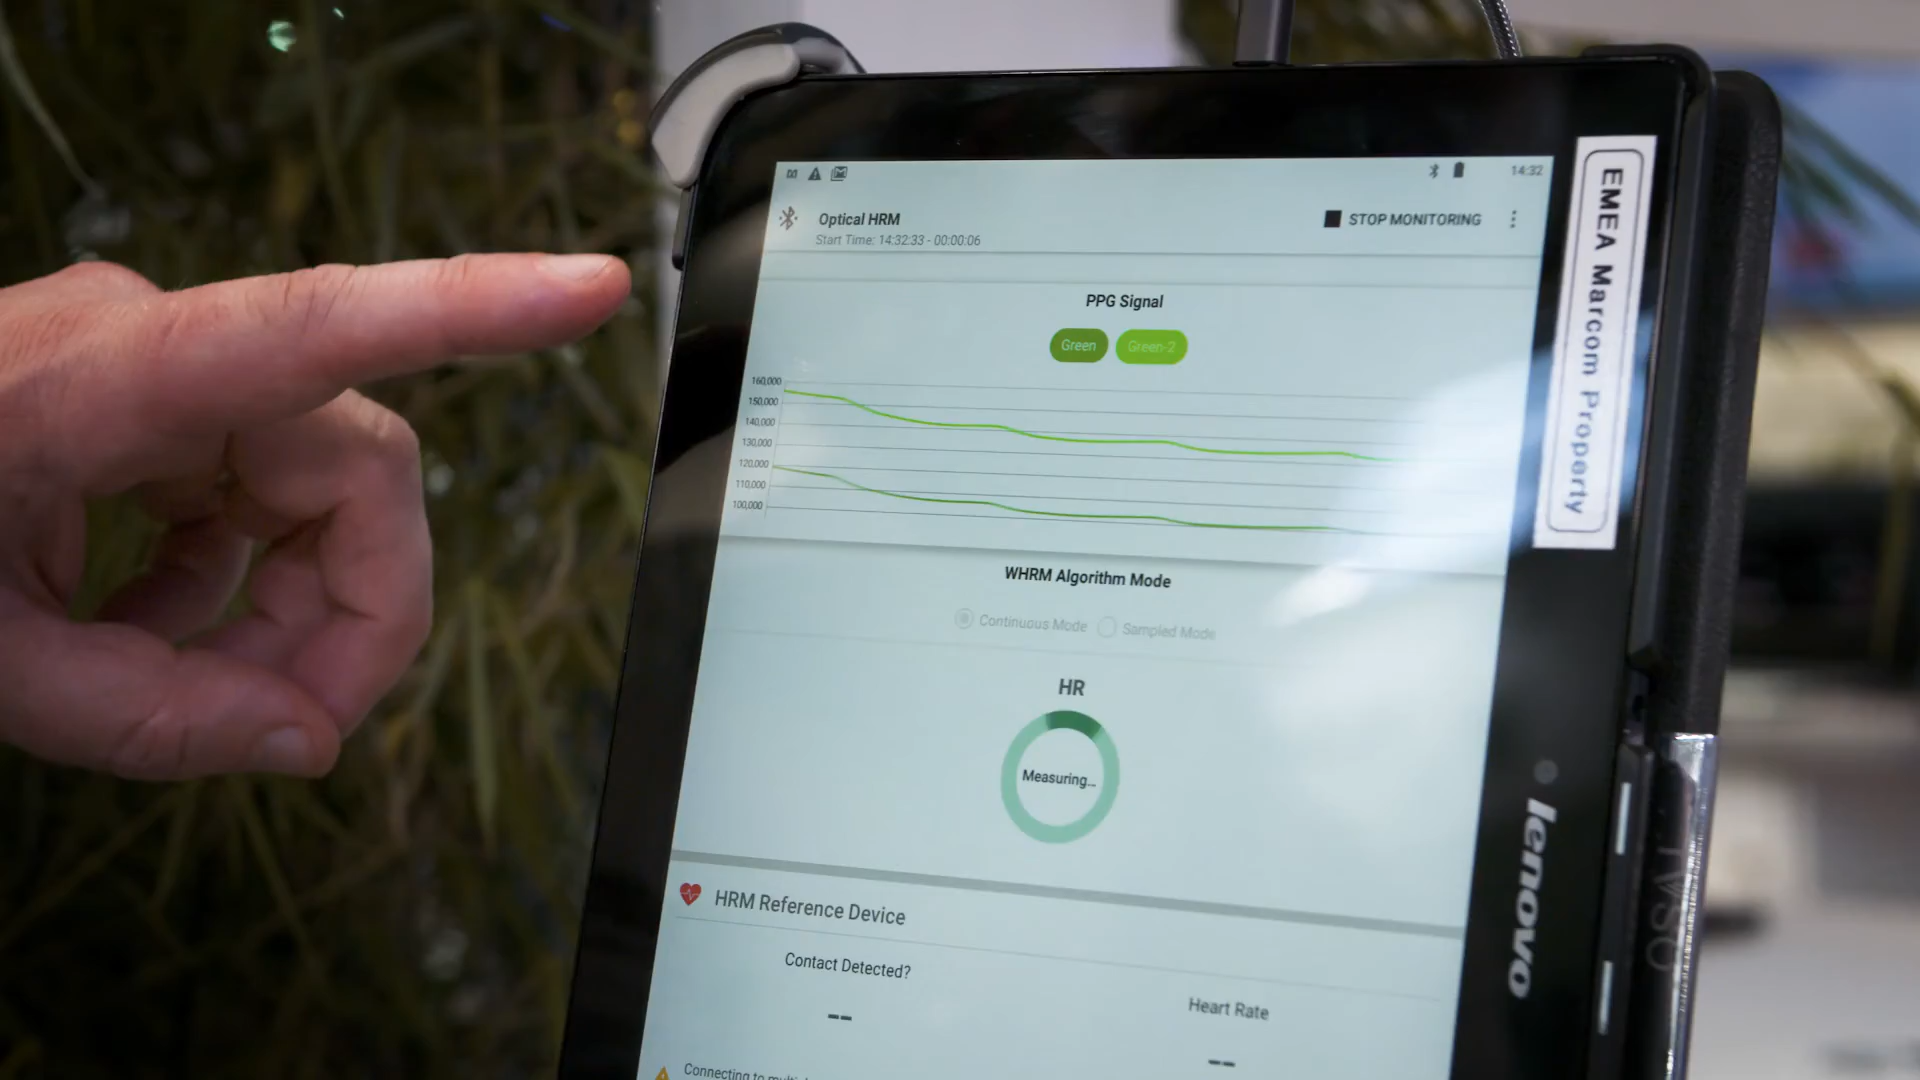 14:32
Optical HRM
STOP MONITORING
Start Time: 14:32:33 - 00:00:06
PPG Signal
Green
Green-2
160,000
150,000
140,000
130,000
120,000
110,000
100,000
WHRM Algorithm Mode
Continuous Mode
Sampled Mode
HR
Measuring...
HRM Reference Device
Contact Detected?
--
Heart Rate
--
Connecting to
EMEA Marcom Property
lenovo